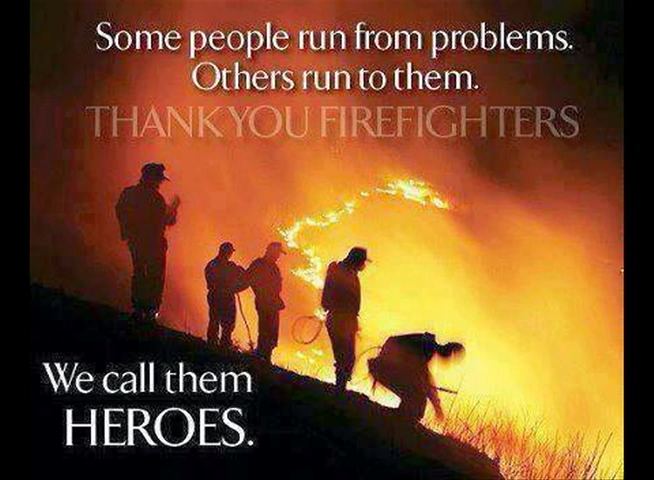 Some people run from problems.
Others run to them.
THANK YOU FIREFIGHTERS
We call them
HEROES.